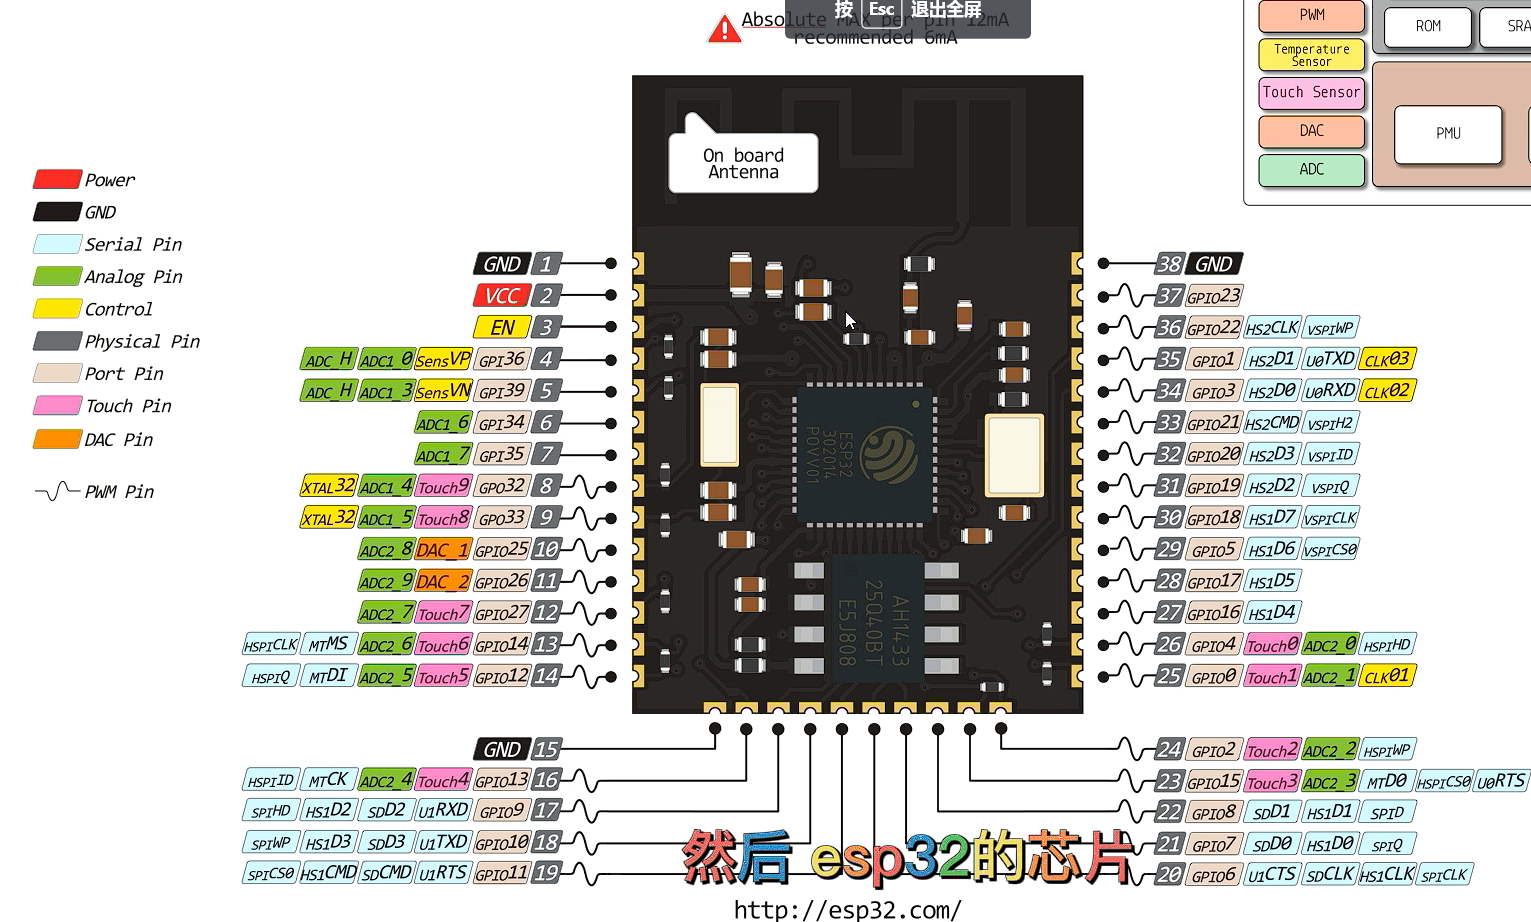 按 Esc 退出全屏
Absolute MAX per pin 12mA
recommended 6mA
PWM
Temperature
Sensor
Touch Sensor
DAC
ADC
ROM
PMU
On board
Antenna
Power
GND
Serial Pin
Analog Pin
Control
Physical Pin
Port Pin
Touch Pin
DAC Pin
PWM Pin
GND 1
VCC 2
EN 3
ADC_H ADC1_0 SensVP GPI36 4
ADC_H ADC1_3 SensVN GPI39 5
ADC1_6 GPI34 6
ADC1_7 GPI35 7
XTAL32 ADC1_4 Touch9 GPO32 8
XTAL32 ADC1_5 Touch8 GPO33 9
ADC2_8 DAC_1 GPIO25 10
ADC2_9 DAC_2 GPIO26 11
ADC2_7 Touch7 GPIO27 12
HSPICLK MTMS ADC2_6 Touch6 GPIO14 13
HSPIQ MTDI ADC2_5 Touch5 GPIO12 14
GND 15
HSPIID MTCK ADC2_4 Touch4 GPIO13 16
SPIHD HS1D2 SDD2 U1RXD GPIO9 17
SPIWP HS1D3 SDD3 U1TXD GPIO10 18
SPICS0 HS1CMD SDCMD U1RTS GPIO11 19
ESP32
302014
P0VV01
AH1433
25Q40BT
E5J808
38 GND
37 GPIO23
36 GPIO22 HS2CLK VSPIWP
35 GPIO1 HS2D1 U0TXD CLK03
34 GPIO3 HS2D0 U0RXD CLK02
33 GPIO21 HS2CMD VSPIH2
32 GPIO20 HS2D3 VSPIID
31 GPIO19 HS2D2 VSPIQ
30 GPIO18 HS1D7 VSPICLK
29 GPIO5 HS1D6 VSPICS0
28 GPIO17 HS1D5
27 GPIO16 HS1D4
26 GPIO4 Touch0 ADC2_0 HSPIHD
25 GPIO0 Touch1 ADC2_1 CLK01
24 GPIO2 Touch2 ADC2_2 HSPIWP
23 GPIO15 Touch3 ADC2_3 MTD0 HSPICS0 U0RTS
22 GPIO8 SDD1 HS1D1 SPID
21 GPIO7 SDD0 HS1D0 SPIQ
20 GPIO6 U1CTS SDCLK HS1CLK SPICLK
然后 esp32的芯片
http://esp32.com/